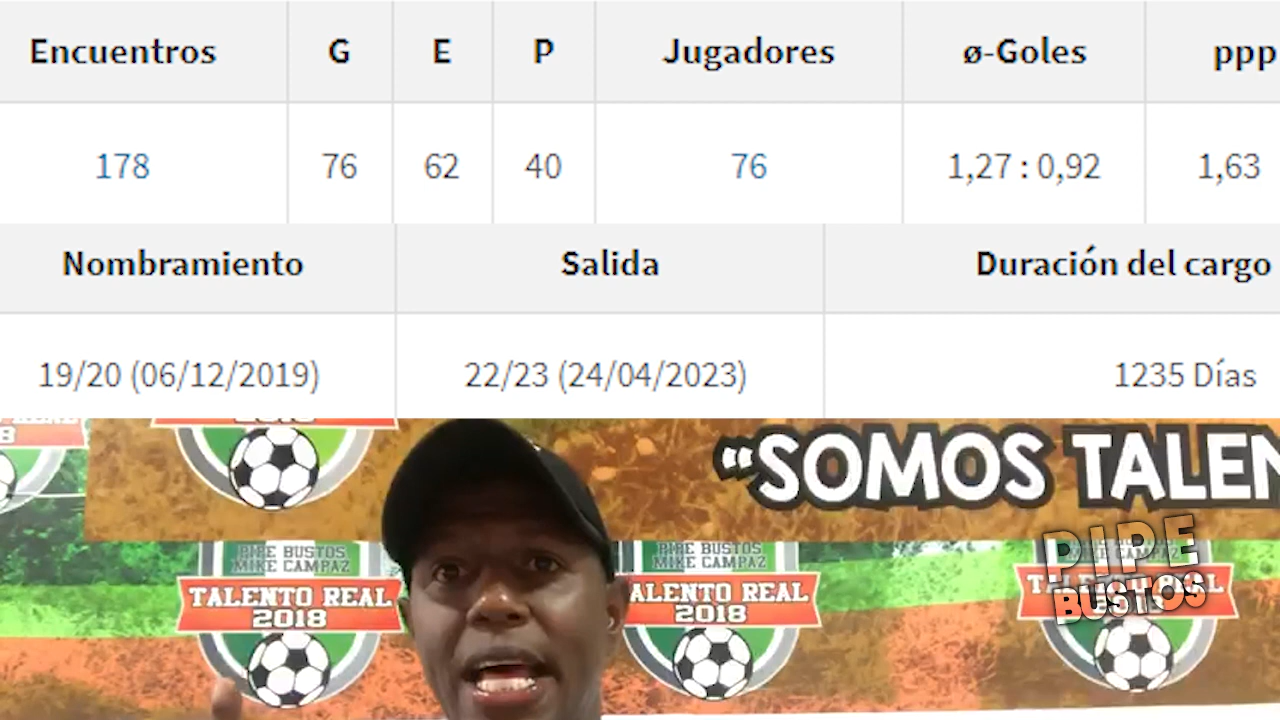 Encuentros G E P Jugadores ø-Goles ppp
178 76 62 40 76 1,27 : 0,92 1,63
Nombramiento Salida Duración del cargo
19/20 (06/12/2019) 22/23 (24/04/2023) 1235 Días
8
“SOMOS TALEN
PIPE BUSTOS
MIKE CAMPAZ
TALENTO REAL
2018
PIPE BUSTOS
MIKE CAMPAZ
ALENTO REAL
2018
PIPE
BUSTOS